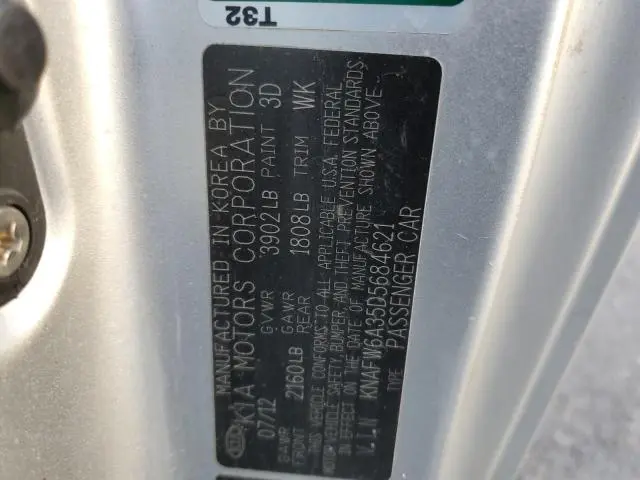 T32
MANUFACTURED IN KOREA BY
KIA MOTORS CORPORATION
07/12 GVWR 3902LB PAINT 3D
GAWR FRONT 2160LB GAWR REAR 1808LB TRIM WK
THIS VEHICLE CONFORMS TO ALL APPLICABLE U.S.A. FEDERAL
MOTOR VEHICLE SAFETY, BUMPER, AND THEFT PREVENTION STANDARDS
IN EFFECT ON THE DATE OF MANUFACTURE SHOWN ABOVE
V.I.N KNAFW6A35D5684621
TYPE PASSENGER CAR